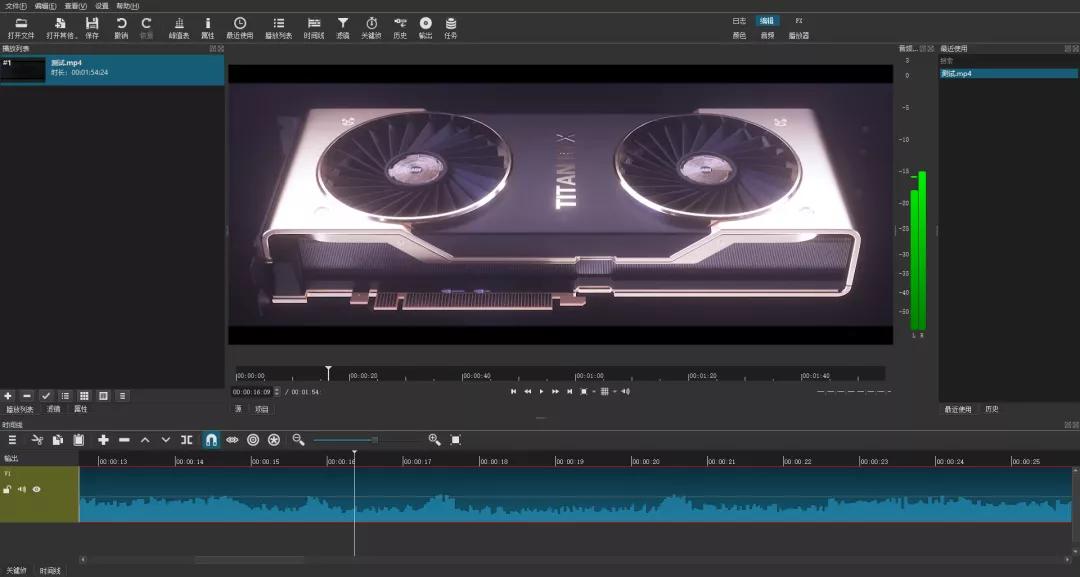 文件(F) 编辑(E) 查看(V) 设置 帮助(H)
打开文件 打开其他.. 保存 撤销 恢复 峰值表 属性 最近使用 播放列表 时间线 滤镜 关键帧 历史 输出 任务
日志 编辑 FX
颜色 音频 播放器
播放列表
#1 测试.mp4
时长: 00:01:54:24
TITAN RTX
音频...
3
0
-5
-10
-15
-20
-25
-30
-35
-40
-50
L R
最近使用
搜索
测试.mp4
00:00:00 00:00:20 00:00:40 00:01:00 00:01:20 00:01:40
00:00:16:09 / 00:01:54:
--:--:--:--
播放列表 滤镜 属性
源 项目
最近使用 历史
时间线
输出
00:00:13 00:00:14 00:00:15 00:00:16 00:00:17 00:00:18 00:00:19 00:00:20 00:00:21 00:00:22 00:00:23 00:00:24 00:00:25
V1
关键帧 时间线